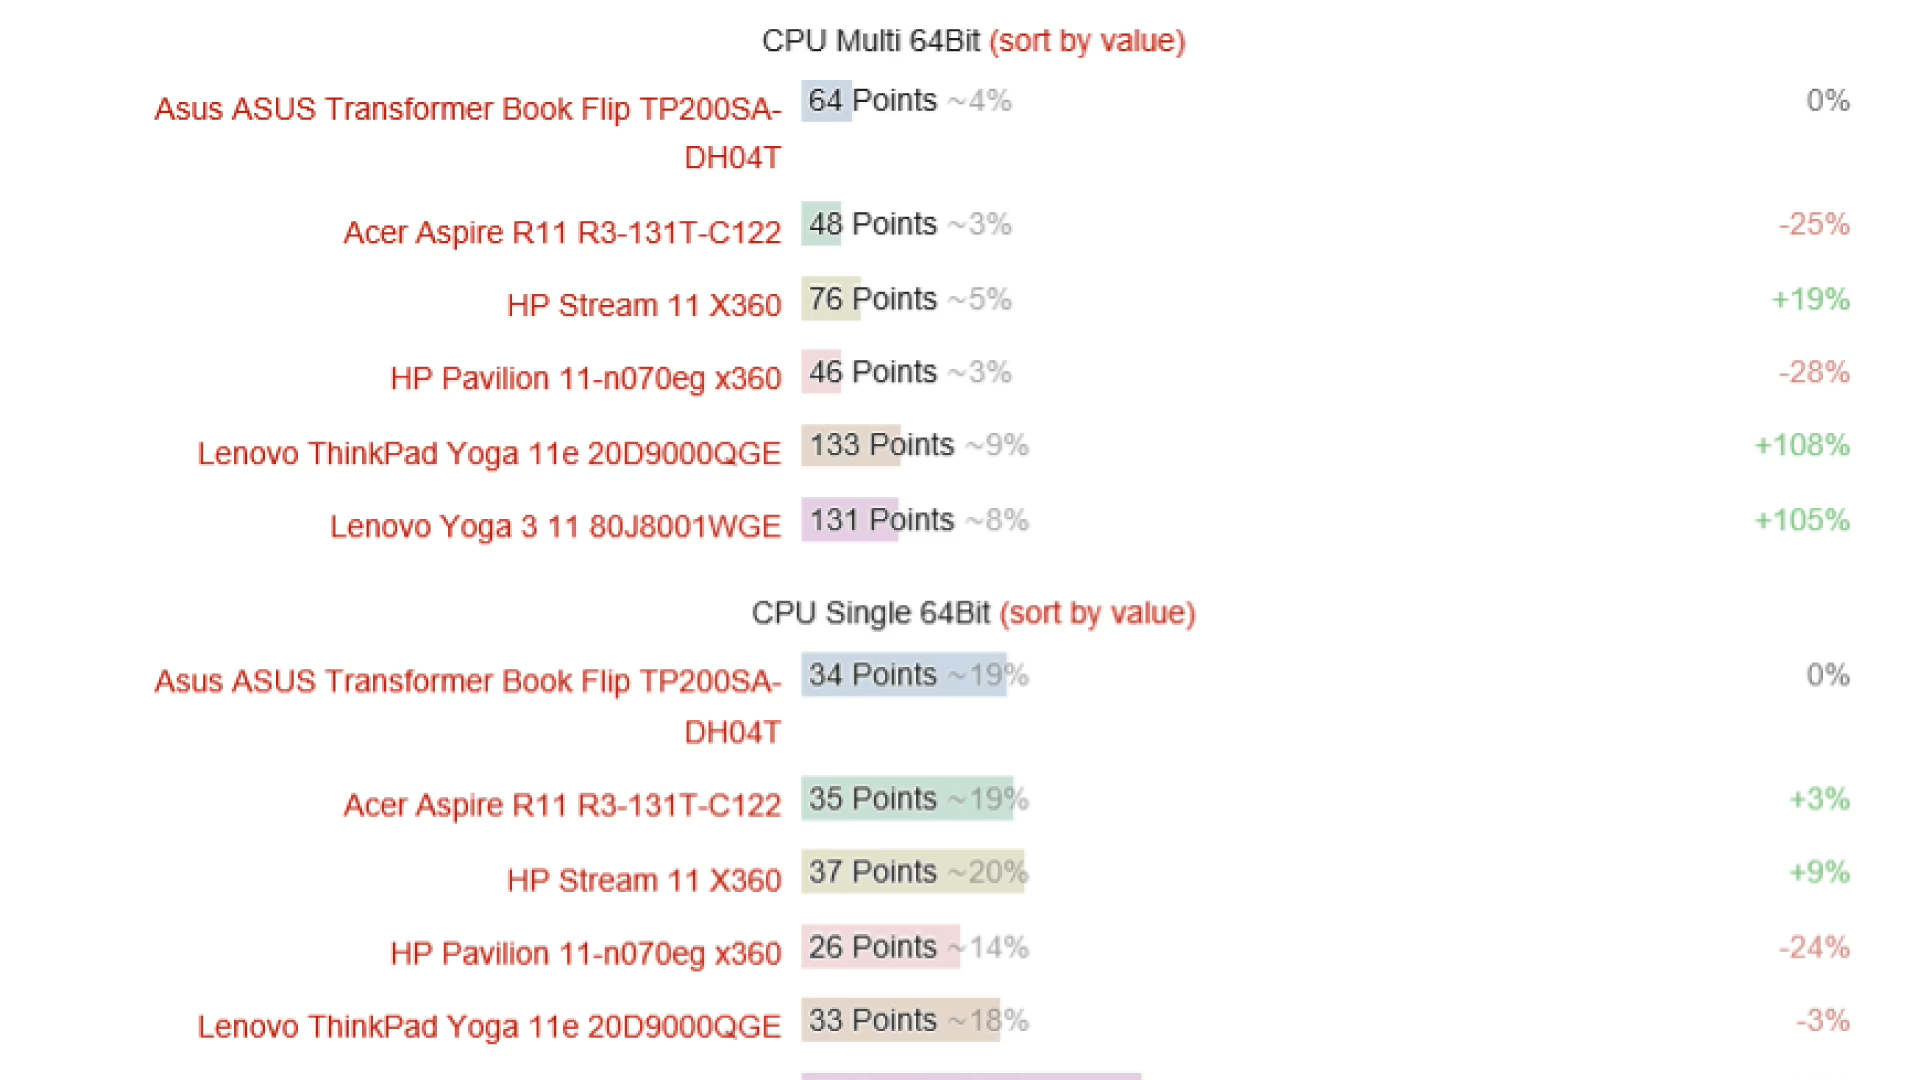 CPU Multi 64Bit (sort by value)
Asus ASUS Transformer Book Flip TP200SA- 64 Points ~4% 0%
DH04T
Acer Aspire R11 R3-131T-C122 48 Points ~3% -25%
HP Stream 11 X360 76 Points ~5% +19%
HP Pavilion 11-n070eg x360 46 Points ~3% -28%
Lenovo ThinkPad Yoga 11e 20D9000QGE 133 Points ~9% +108%
Lenovo Yoga 3 11 80J8001WGE 131 Points ~8% +105%
CPU Single 64Bit (sort by value)
Asus ASUS Transformer Book Flip TP200SA- 34 Points ~19% 0%
DH04T
Acer Aspire R11 R3-131T-C122 35 Points ~19% +3%
HP Stream 11 X360 37 Points ~20% +9%
HP Pavilion 11-n070eg x360 26 Points ~14% -24%
Lenovo ThinkPad Yoga 11e 20D9000QGE 33 Points ~18% -3%